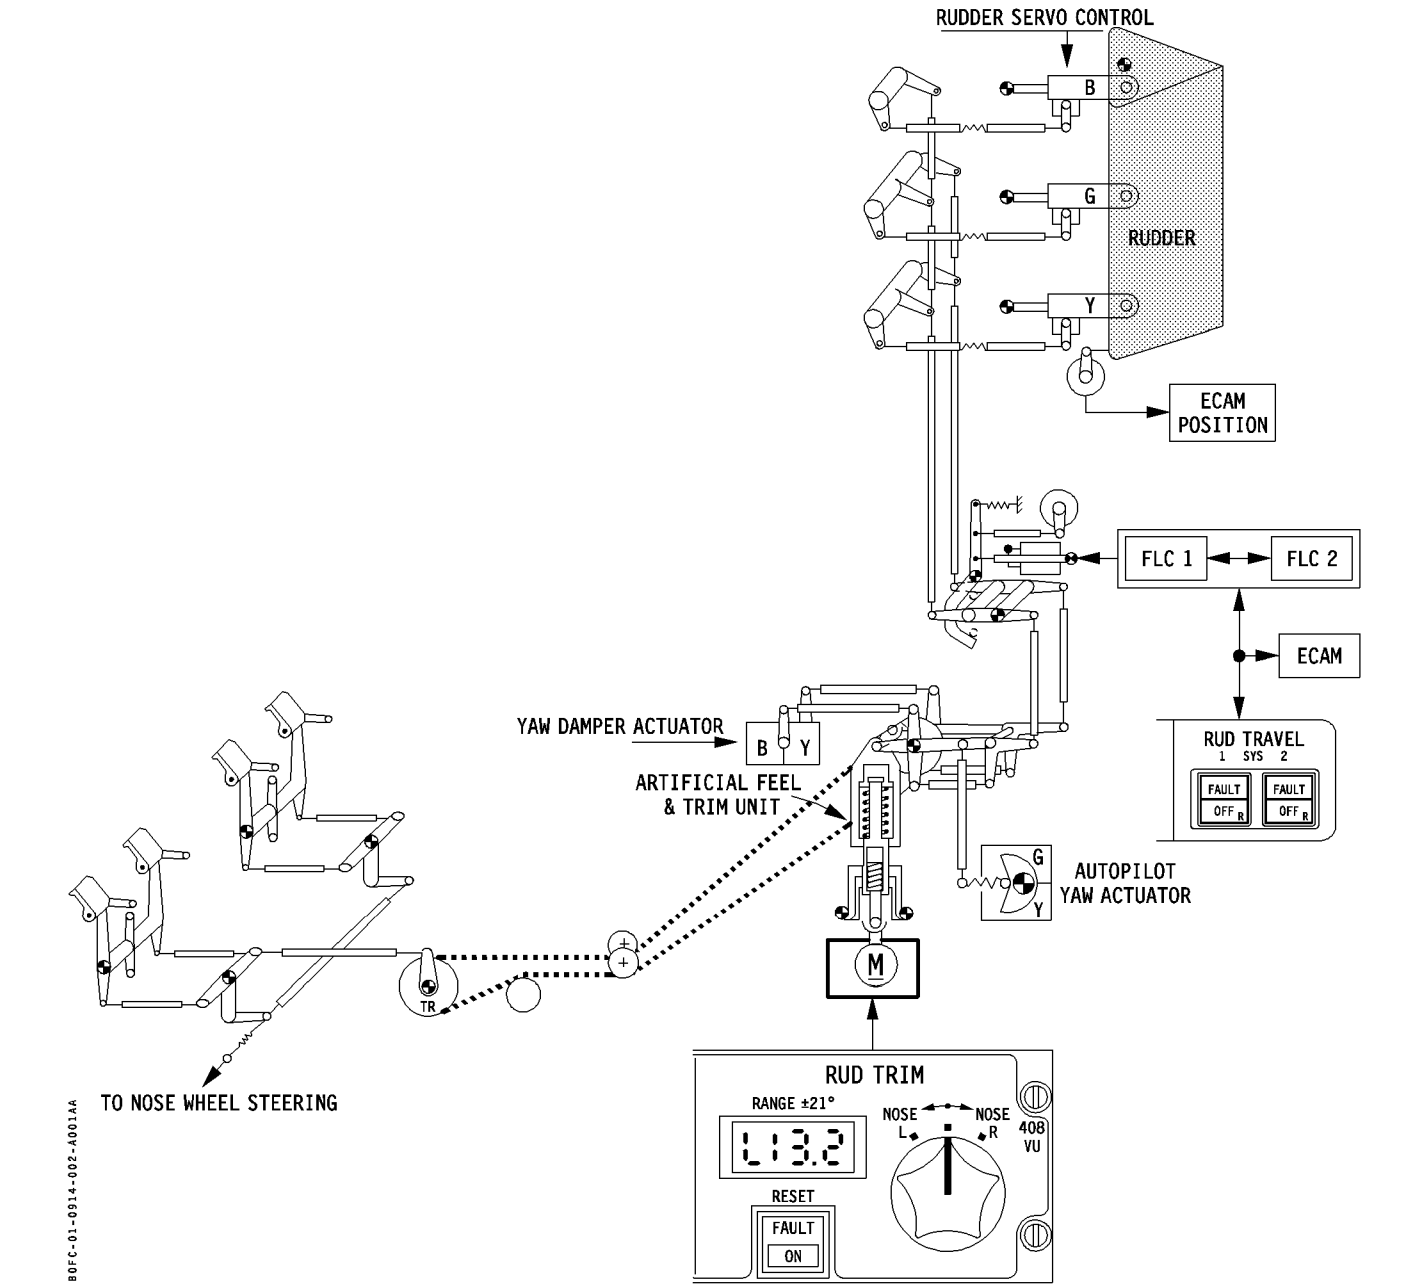 RUDDER SERVO CONTROL
B
G
RUDDER
Y
ECAM
POSITION
FLC 1
FLC 2
ECAM
YAW DAMPER ACTUATOR
B Y
RUD TRAVEL
1 SYS 2
FAULT FAULT
OFF R OFF R
ARTIFICIAL FEEL
& TRIM UNIT
G
Y
AUTOPILOT
YAW ACTUATOR
M
TR
TO NOSE WHEEL STEERING
RUD TRIM
RANGE ±21°
L13.2
NOSE NOSE
L R
408
VU
RESET
FAULT
ON
BOFC-01-0914-002-A001AA